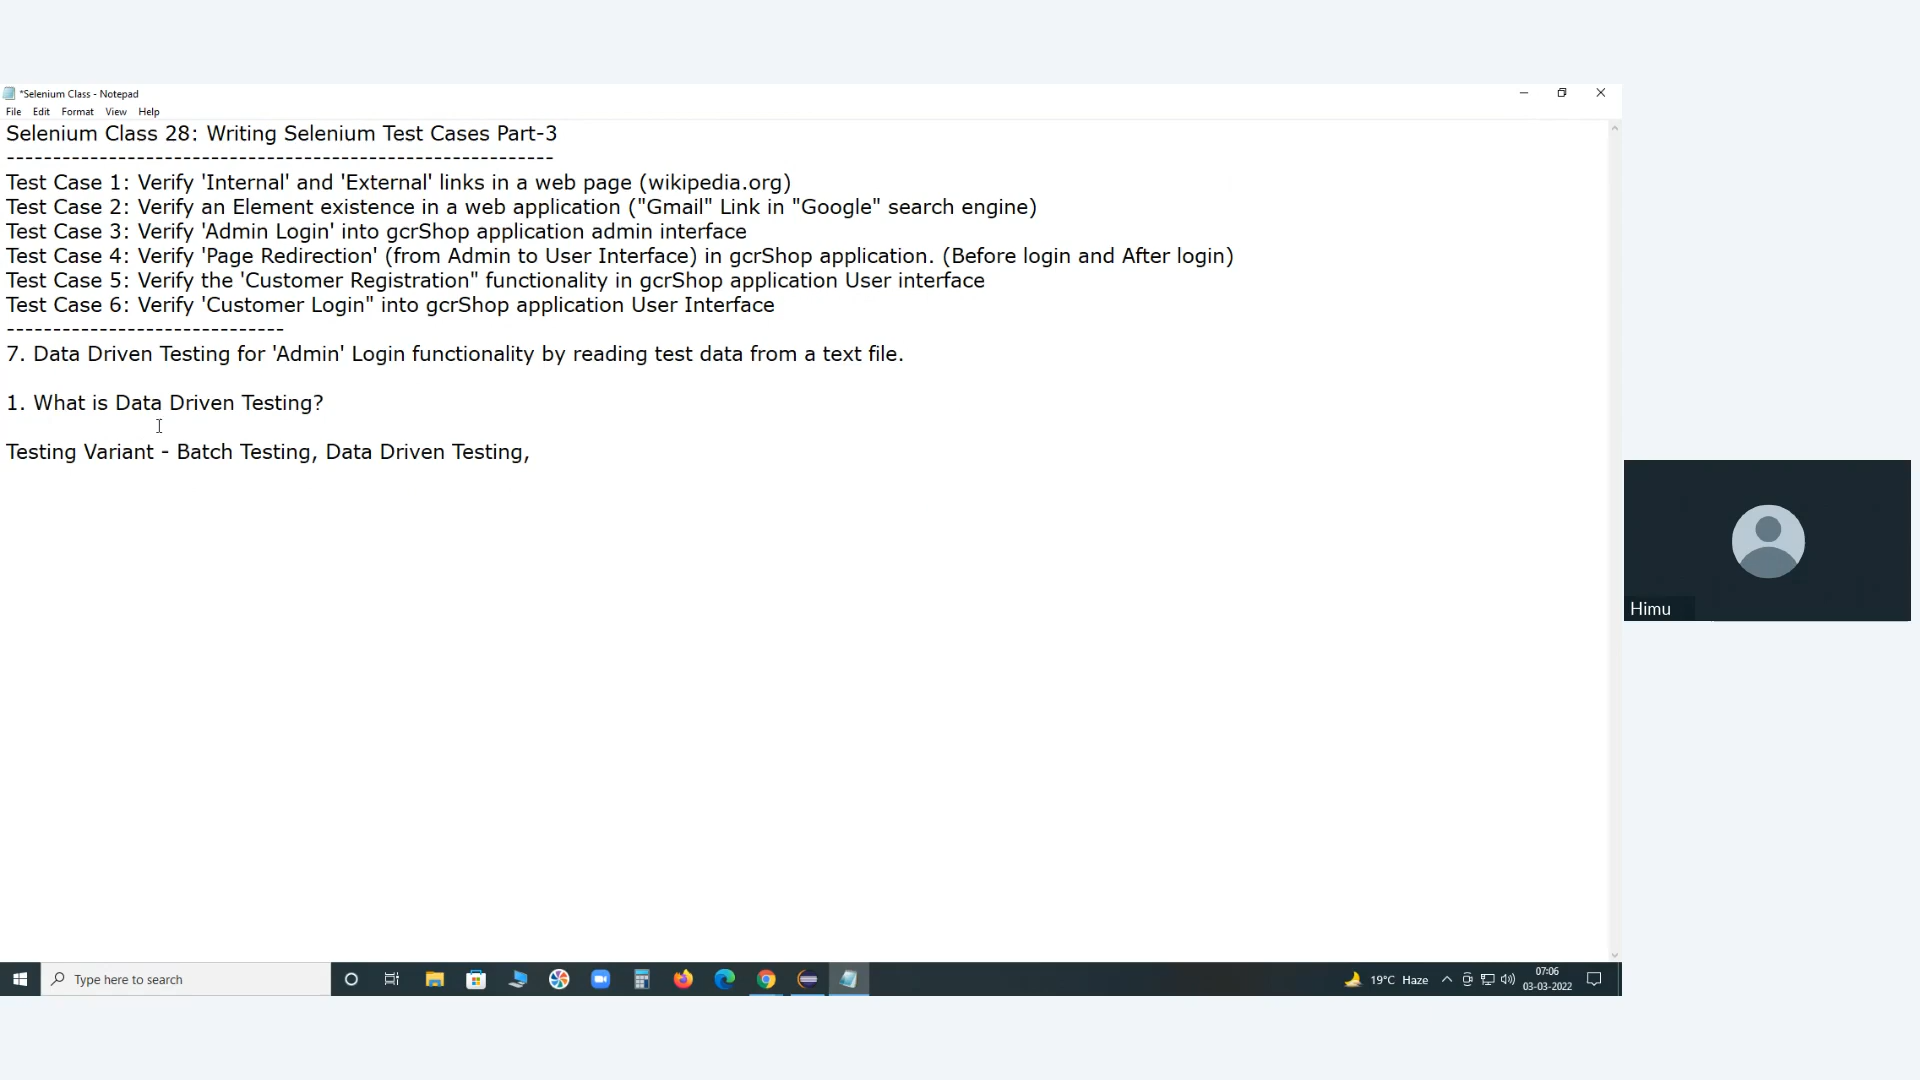 *Selenium Class - Notepad
File Edit Format View Help
Selenium Class 28: Writing Selenium Test Cases Part-3
-----------------------------------------------------------
Test Case 1: Verify 'Internal' and 'External' links in a web page (wikipedia.org)
Test Case 2: Verify an Element existence in a web application ("Gmail" Link in "Google" search engine)
Test Case 3: Verify 'Admin Login' into gcrShop application admin interface
Test Case 4: Verify 'Page Redirection' (from Admin to User Interface) in gcrShop application. (Before login and After login)
Test Case 5: Verify the 'Customer Registration" functionality in gcrShop application User interface
Test Case 6: Verify 'Customer Login" into gcrShop application User Interface
------------------------------
7. Data Driven Testing for 'Admin' Login functionality by reading test data from a text file.
1. What is Data Driven Testing?
Testing Variant - Batch Testing, Data Driven Testing,
Himu
Type here to search
19°C Haze
07:06
03-03-2022